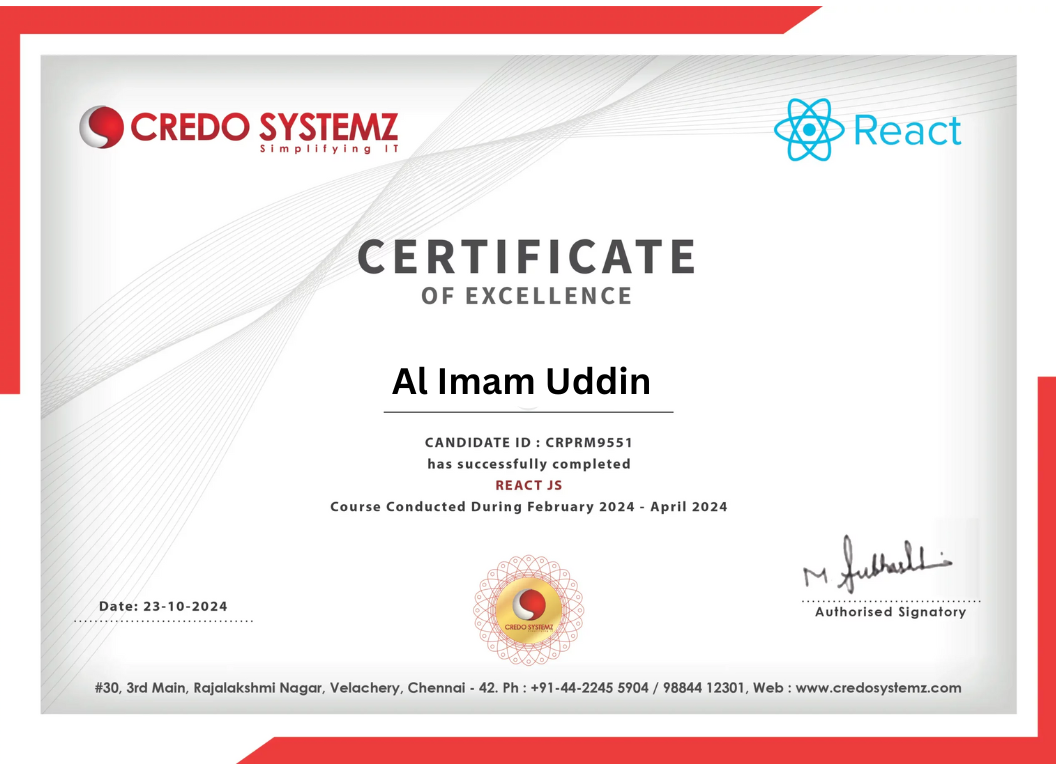 CREDO SYSTEMZ
Simplifying IT
React
CERTIFICATE
OF EXCELLENCE
Al Imam Uddin
CANDIDATE ID : CRPRM9551
has successfully completed
REACT JS
Course Conducted During February 2024 - April 2024
Date: 23-10-2024
CREDO SYSTEMZ
Authorised Signatory
#30, 3rd Main, Rajalakshmi Nagar, Velachery, Chennai - 42. Ph : +91-44-2245 5904 / 98844 12301, Web : www.credosystemz.com